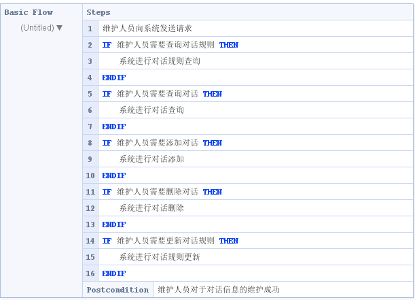 Basic Flow
(Untitled) ▼
Steps
1 维护人员向系统发送请求
2 IF 维护人员需要查询对话规则 THEN
3 系统进行对话规则查询
4 ENDIF
5 IF 维护人员需要查询对话 THEN
6 系统进行对话查询
7 ENDIF
8 IF 维护人员需要添加对话 THEN
9 系统进行对话添加
10 ENDIF
11 IF 维护人员需要删除对话 THEN
12 系统进行对话删除
13 ENDIF
14 IF 维护人员需要更新对话规则 THEN
15 系统进行对话规则更新
16 ENDIF
Postcondition 维护人员对于对话信息的维护成功